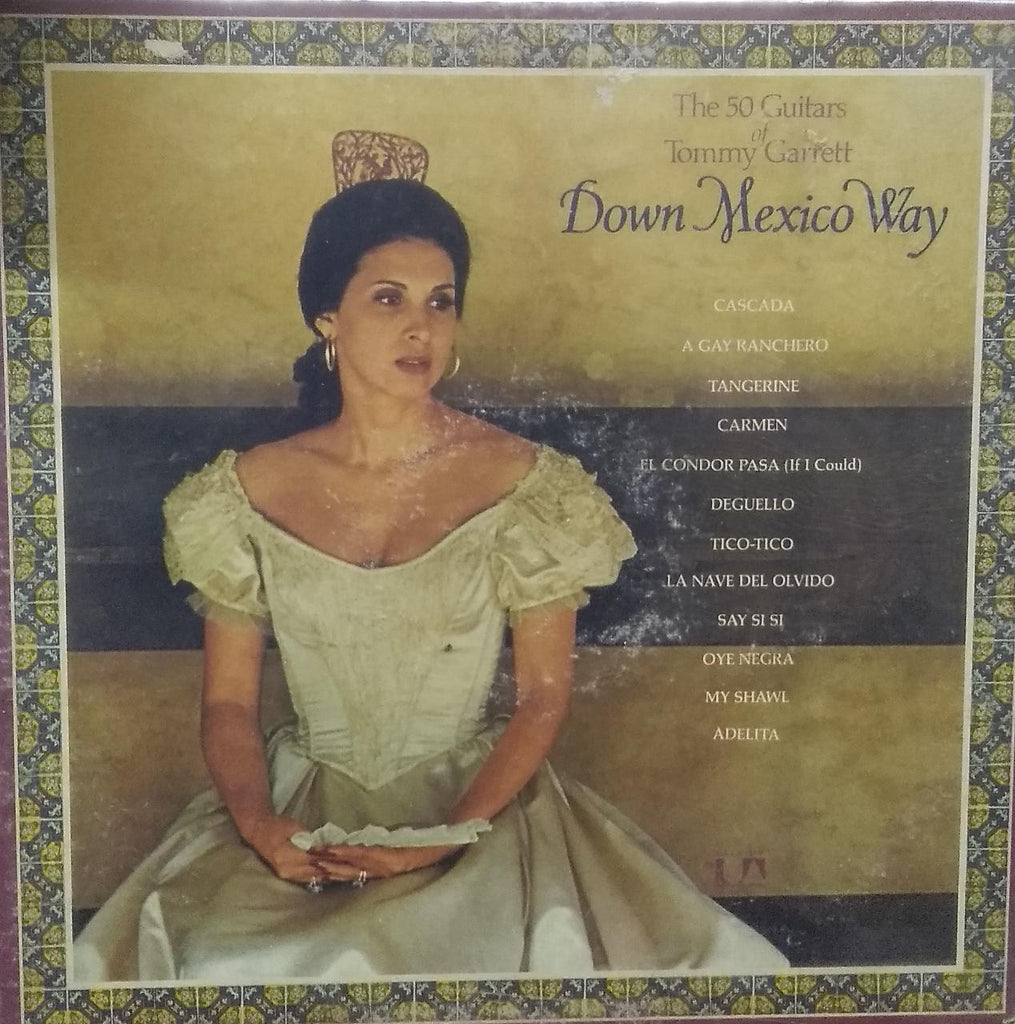 The 50 Guitars
of
Tommy Garrett
Down Mexico Way
CASCADA
A GAY RANCHERO
TANGERINE
CARMEN
EL CONDOR PASA (If I Could)
DEGUELLO
TICO-TICO
LA NAVE DEL OLVIDO
SAY SI SI
OYE NEGRA
MY SHAWL
ADELITA
UA